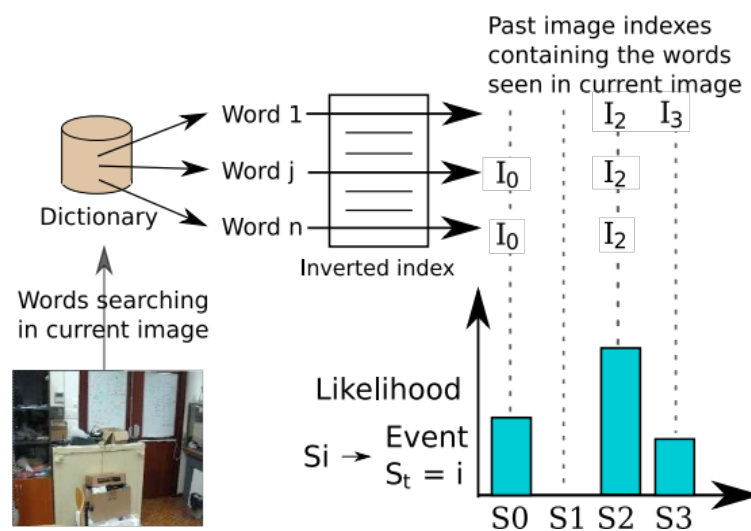 Past image indexes
containing the words
seen in current image
Word 1
I₂ I₃
Word j
I₀ I₂
Dictionary
Word n
I₀ I₂
Inverted index
Words searching
in current image
Likelihood
Si → Event
Sₜ = i
S0 S1 S2 S3